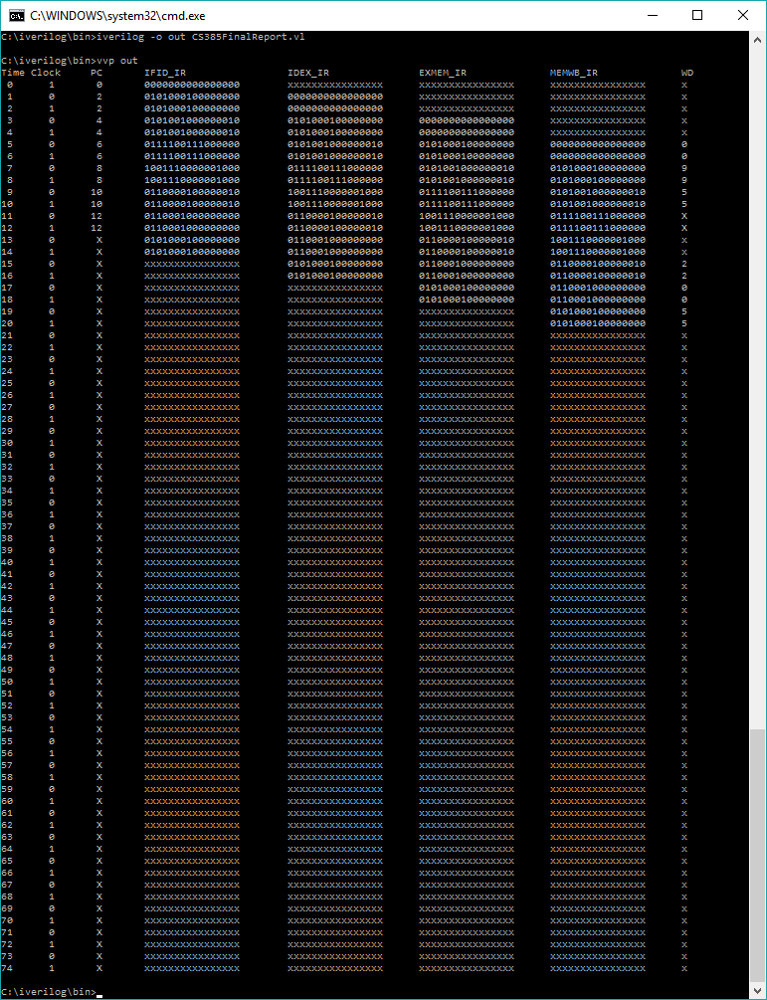 C:\WINDOWS\system32\cmd.exe
C:\iverilog\bin>iverilog -o out CS385FinalReport.vl
C:\iverilog\bin>vvp out
Time Clock PC IFID_IR IDEX_IR EXMEM_IR MEMWB_IR WD
0 1 0 0000000000000000 xxxxxxxxxxxxxxxx xxxxxxxxxxxxxxxx xxxxxxxxxxxxxxxx x
1 0 2 0101000100000000 0000000000000000 xxxxxxxxxxxxxxxx xxxxxxxxxxxxxxxx x
2 1 2 0101000100000000 0000000000000000 xxxxxxxxxxxxxxxx xxxxxxxxxxxxxxxx x
3 0 4 0101001000000010 0101000100000000 0000000000000000 xxxxxxxxxxxxxxxx x
4 1 4 0101001000000010 0101000100000000 0000000000000000 xxxxxxxxxxxxxxxx x
5 0 6 0111100111000000 0101001000000010 0101000100000000 0000000000000000 0
6 1 6 0111100111000000 0101001000000010 0101000100000000 0000000000000000 0
7 0 8 1001110000001000 0111100111000000 0101001000000010 0101000100000000 9
8 1 8 1001110000001000 0111100111000000 0101001000000010 0101000100000000 9
9 0 10 0110000100000010 1001110000001000 0111100111000000 0101001000000010 5
10 1 10 0110000100000010 1001110000001000 0111100111000000 0101001000000010 5
11 0 12 0110001000000000 0110000100000010 1001110000001000 0111100111000000 X
12 1 12 0110001000000000 0110000100000010 1001110000001000 0111100111000000 X
13 0 X 0101000100000000 0110001000000000 0110000100000010 1001110000001000 x
14 1 X 0101000100000000 0110001000000000 0110000100000010 1001110000001000 x
15 0 X xxxxxxxxxxxxxxxx 0101000100000000 0110001000000000 0110000100000010 2
16 1 X xxxxxxxxxxxxxxxx 0101000100000000 0110001000000000 0110000100000010 2
17 0 X xxxxxxxxxxxxxxxx xxxxxxxxxxxxxxxx 0101000100000000 0110001000000000 0
18 1 X xxxxxxxxxxxxxxxx xxxxxxxxxxxxxxxx 0101000100000000 0110001000000000 0
19 0 X xxxxxxxxxxxxxxxx xxxxxxxxxxxxxxxx xxxxxxxxxxxxxxxx 0101000100000000 5
20 1 X xxxxxxxxxxxxxxxx xxxxxxxxxxxxxxxx xxxxxxxxxxxxxxxx 0101000100000000 5
21 0 X xxxxxxxxxxxxxxxx xxxxxxxxxxxxxxxx xxxxxxxxxxxxxxxx xxxxxxxxxxxxxxxx x
22 1 X xxxxxxxxxxxxxxxx xxxxxxxxxxxxxxxx xxxxxxxxxxxxxxxx xxxxxxxxxxxxxxxx x
23 0 X xxxxxxxxxxxxxxxx xxxxxxxxxxxxxxxx xxxxxxxxxxxxxxxx xxxxxxxxxxxxxxxx x
24 1 X xxxxxxxxxxxxxxxx xxxxxxxxxxxxxxxx xxxxxxxxxxxxxxxx xxxxxxxxxxxxxxxx x
25 0 X xxxxxxxxxxxxxxxx xxxxxxxxxxxxxxxx xxxxxxxxxxxxxxxx xxxxxxxxxxxxxxxx x
26 1 X xxxxxxxxxxxxxxxx xxxxxxxxxxxxxxxx xxxxxxxxxxxxxxxx xxxxxxxxxxxxxxxx x
27 0 X xxxxxxxxxxxxxxxx xxxxxxxxxxxxxxxx xxxxxxxxxxxxxxxx xxxxxxxxxxxxxxxx x
28 1 X xxxxxxxxxxxxxxxx xxxxxxxxxxxxxxxx xxxxxxxxxxxxxxxx xxxxxxxxxxxxxxxx x
29 0 X xxxxxxxxxxxxxxxx xxxxxxxxxxxxxxxx xxxxxxxxxxxxxxxx xxxxxxxxxxxxxxxx x
30 1 X xxxxxxxxxxxxxxxx xxxxxxxxxxxxxxxx xxxxxxxxxxxxxxxx xxxxxxxxxxxxxxxx x
31 0 X xxxxxxxxxxxxxxxx xxxxxxxxxxxxxxxx xxxxxxxxxxxxxxxx xxxxxxxxxxxxxxxx x
32 1 X xxxxxxxxxxxxxxxx xxxxxxxxxxxxxxxx xxxxxxxxxxxxxxxx xxxxxxxxxxxxxxxx x
33 0 X xxxxxxxxxxxxxxxx xxxxxxxxxxxxxxxx xxxxxxxxxxxxxxxx xxxxxxxxxxxxxxxx x
34 1 X xxxxxxxxxxxxxxxx xxxxxxxxxxxxxxxx xxxxxxxxxxxxxxxx xxxxxxxxxxxxxxxx x
35 0 X xxxxxxxxxxxxxxxx xxxxxxxxxxxxxxxx xxxxxxxxxxxxxxxx xxxxxxxxxxxxxxxx x
36 1 X xxxxxxxxxxxxxxxx xxxxxxxxxxxxxxxx xxxxxxxxxxxxxxxx xxxxxxxxxxxxxxxx x
37 0 X xxxxxxxxxxxxxxxx xxxxxxxxxxxxxxxx xxxxxxxxxxxxxxxx xxxxxxxxxxxxxxxx x
38 1 X xxxxxxxxxxxxxxxx xxxxxxxxxxxxxxxx xxxxxxxxxxxxxxxx xxxxxxxxxxxxxxxx x
39 0 X xxxxxxxxxxxxxxxx xxxxxxxxxxxxxxxx xxxxxxxxxxxxxxxx xxxxxxxxxxxxxxxx x
40 1 X xxxxxxxxxxxxxxxx xxxxxxxxxxxxxxxx xxxxxxxxxxxxxxxx xxxxxxxxxxxxxxxx x
41 0 X xxxxxxxxxxxxxxxx xxxxxxxxxxxxxxxx xxxxxxxxxxxxxxxx xxxxxxxxxxxxxxxx x
42 1 X xxxxxxxxxxxxxxxx xxxxxxxxxxxxxxxx xxxxxxxxxxxxxxxx xxxxxxxxxxxxxxxx x
43 0 X xxxxxxxxxxxxxxxx xxxxxxxxxxxxxxxx xxxxxxxxxxxxxxxx xxxxxxxxxxxxxxxx x
44 1 X xxxxxxxxxxxxxxxx xxxxxxxxxxxxxxxx xxxxxxxxxxxxxxxx xxxxxxxxxxxxxxxx x
45 0 X xxxxxxxxxxxxxxxx xxxxxxxxxxxxxxxx xxxxxxxxxxxxxxxx xxxxxxxxxxxxxxxx x
46 1 X xxxxxxxxxxxxxxxx xxxxxxxxxxxxxxxx xxxxxxxxxxxxxxxx xxxxxxxxxxxxxxxx x
47 0 X xxxxxxxxxxxxxxxx xxxxxxxxxxxxxxxx xxxxxxxxxxxxxxxx xxxxxxxxxxxxxxxx x
48 1 X xxxxxxxxxxxxxxxx xxxxxxxxxxxxxxxx xxxxxxxxxxxxxxxx xxxxxxxxxxxxxxxx x
49 0 X xxxxxxxxxxxxxxxx xxxxxxxxxxxxxxxx xxxxxxxxxxxxxxxx xxxxxxxxxxxxxxxx x
50 1 X xxxxxxxxxxxxxxxx xxxxxxxxxxxxxxxx xxxxxxxxxxxxxxxx xxxxxxxxxxxxxxxx x
51 0 X xxxxxxxxxxxxxxxx xxxxxxxxxxxxxxxx xxxxxxxxxxxxxxxx xxxxxxxxxxxxxxxx x
52 1 X xxxxxxxxxxxxxxxx xxxxxxxxxxxxxxxx xxxxxxxxxxxxxxxx xxxxxxxxxxxxxxxx x
53 0 X xxxxxxxxxxxxxxxx xxxxxxxxxxxxxxxx xxxxxxxxxxxxxxxx xxxxxxxxxxxxxxxx x
54 1 X xxxxxxxxxxxxxxxx xxxxxxxxxxxxxxxx xxxxxxxxxxxxxxxx xxxxxxxxxxxxxxxx x
55 0 X xxxxxxxxxxxxxxxx xxxxxxxxxxxxxxxx xxxxxxxxxxxxxxxx xxxxxxxxxxxxxxxx x
56 1 X xxxxxxxxxxxxxxxx xxxxxxxxxxxxxxxx xxxxxxxxxxxxxxxx xxxxxxxxxxxxxxxx x
57 0 X xxxxxxxxxxxxxxxx xxxxxxxxxxxxxxxx xxxxxxxxxxxxxxxx xxxxxxxxxxxxxxxx x
58 1 X xxxxxxxxxxxxxxxx xxxxxxxxxxxxxxxx xxxxxxxxxxxxxxxx xxxxxxxxxxxxxxxx x
59 0 X xxxxxxxxxxxxxxxx xxxxxxxxxxxxxxxx xxxxxxxxxxxxxxxx xxxxxxxxxxxxxxxx x
60 1 X xxxxxxxxxxxxxxxx xxxxxxxxxxxxxxxx xxxxxxxxxxxxxxxx xxxxxxxxxxxxxxxx x
61 0 X xxxxxxxxxxxxxxxx xxxxxxxxxxxxxxxx xxxxxxxxxxxxxxxx xxxxxxxxxxxxxxxx x
62 1 X xxxxxxxxxxxxxxxx xxxxxxxxxxxxxxxx xxxxxxxxxxxxxxxx xxxxxxxxxxxxxxxx x
63 0 X xxxxxxxxxxxxxxxx xxxxxxxxxxxxxxxx xxxxxxxxxxxxxxxx xxxxxxxxxxxxxxxx x
64 1 X xxxxxxxxxxxxxxxx xxxxxxxxxxxxxxxx xxxxxxxxxxxxxxxx xxxxxxxxxxxxxxxx x
65 0 X xxxxxxxxxxxxxxxx xxxxxxxxxxxxxxxx xxxxxxxxxxxxxxxx xxxxxxxxxxxxxxxx x
66 1 X xxxxxxxxxxxxxxxx xxxxxxxxxxxxxxxx xxxxxxxxxxxxxxxx xxxxxxxxxxxxxxxx x
67 0 X xxxxxxxxxxxxxxxx xxxxxxxxxxxxxxxx xxxxxxxxxxxxxxxx xxxxxxxxxxxxxxxx x
68 1 X xxxxxxxxxxxxxxxx xxxxxxxxxxxxxxxx xxxxxxxxxxxxxxxx xxxxxxxxxxxxxxxx x
69 0 X xxxxxxxxxxxxxxxx xxxxxxxxxxxxxxxx xxxxxxxxxxxxxxxx xxxxxxxxxxxxxxxx x
70 1 X xxxxxxxxxxxxxxxx xxxxxxxxxxxxxxxx xxxxxxxxxxxxxxxx xxxxxxxxxxxxxxxx x
71 0 X xxxxxxxxxxxxxxxx xxxxxxxxxxxxxxxx xxxxxxxxxxxxxxxx xxxxxxxxxxxxxxxx x
72 1 X xxxxxxxxxxxxxxxx xxxxxxxxxxxxxxxx xxxxxxxxxxxxxxxx xxxxxxxxxxxxxxxx x
73 0 X xxxxxxxxxxxxxxxx xxxxxxxxxxxxxxxx xxxxxxxxxxxxxxxx xxxxxxxxxxxxxxxx x
74 1 X xxxxxxxxxxxxxxxx xxxxxxxxxxxxxxxx xxxxxxxxxxxxxxxx xxxxxxxxxxxxxxxx x
C:\iverilog\bin>